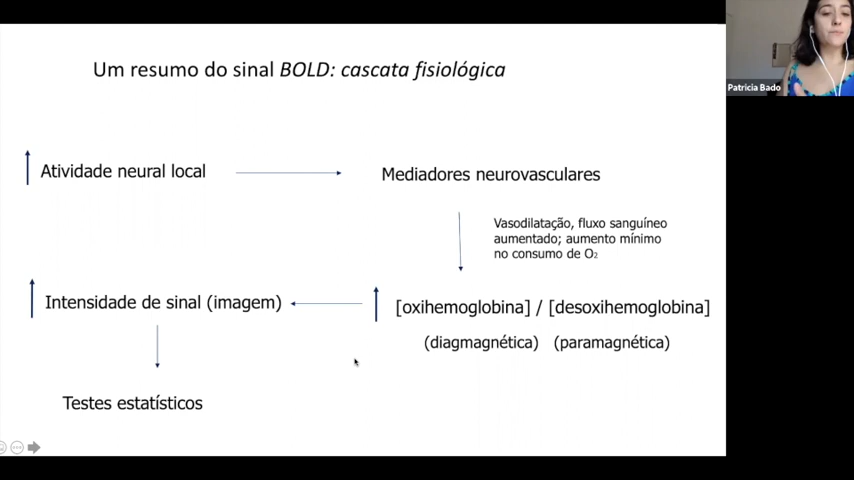 Um resumo do sinal BOLD: cascata fisiológica
Patricia Bado
Atividade neural local
Mediadores neurovasculares
Vasodilatação, fluxo sanguíneo
aumentado; aumento mínimo
no consumo de O₂
Intensidade de sinal (imagem)
[oxihemoglobina] / [desoxihemoglobina]
(diagmagnética) (paramagnética)
Testes estatísticos